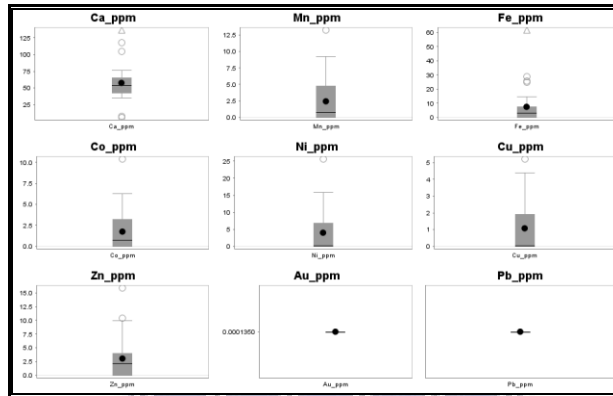 Ca_ppm
125
100
75
50
25
Ca_ppm
Mn_ppm
12.5
10.0
7.5
5.0
2.5
0.0
Mn_ppm
Fe_ppm
60
50
40
30
20
10
0
Fe_ppm
Co_ppm
10.0
7.5
5.0
2.5
0.0
Co_ppm
Ni_ppm
25
20
15
10
5
0
Ni_ppm
Cu_ppm
5
4
3
2
1
0
Cu_ppm
Zn_ppm
15.0
12.5
10.0
7.5
5.0
2.5
0.0
Zn_ppm
Au_ppm
0.0001350
Au_ppm
Pb_ppm
Pb_ppm